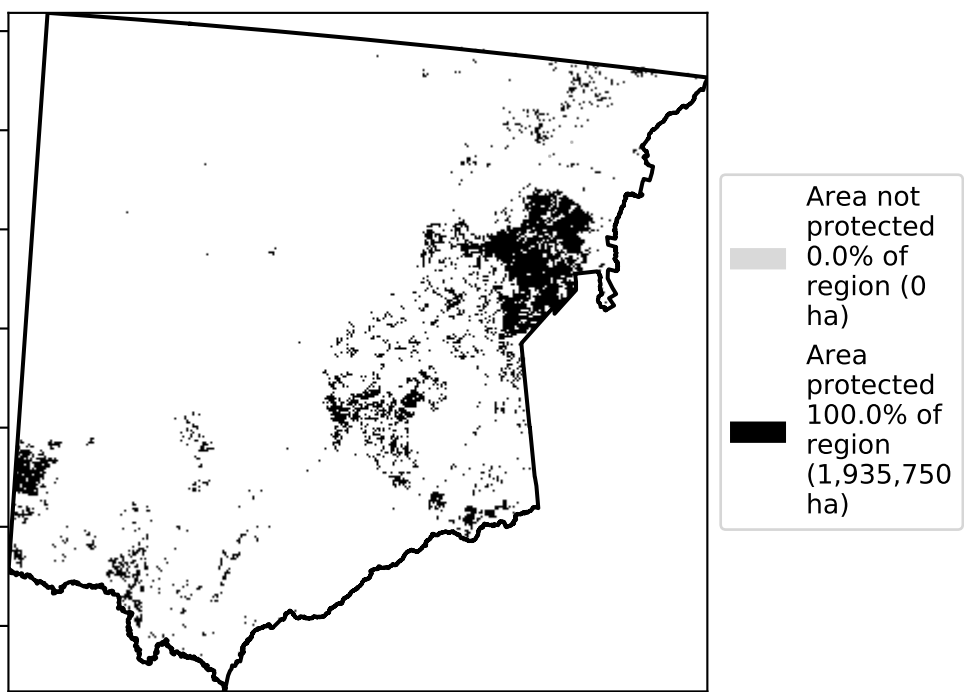 Area not
protected
0.0% of
region (0
ha)
Area
protected
100.0% of
region
(1,935,750
ha)